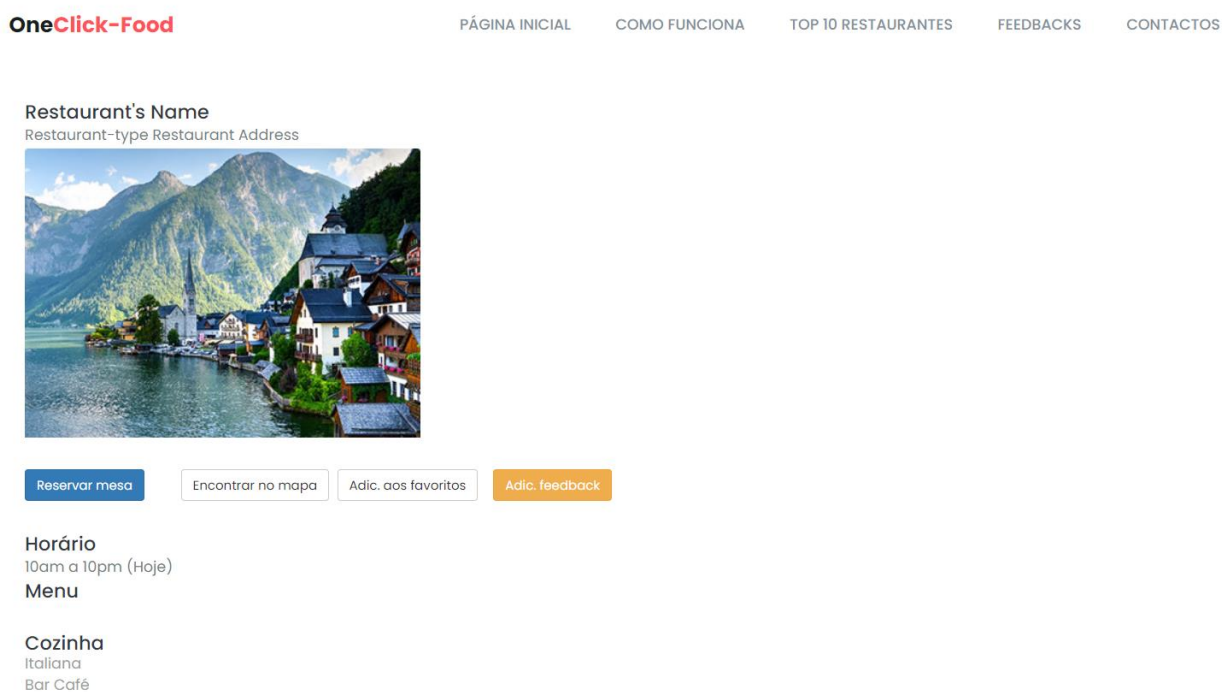 OneClick-Food PÁGINA INICIAL COMO FUNCIONA TOP 10 RESTAURANTES FEEDBACKS CONTACTOS
Restaurant's Name
Restaurant-type Restaurant Address
Reservar mesa Encontrar no mapa Adic. aos favoritos Adic. feedback
Horário
10am a 10pm (Hoje)
Menu
Cozinha
Italiana
Bar Café